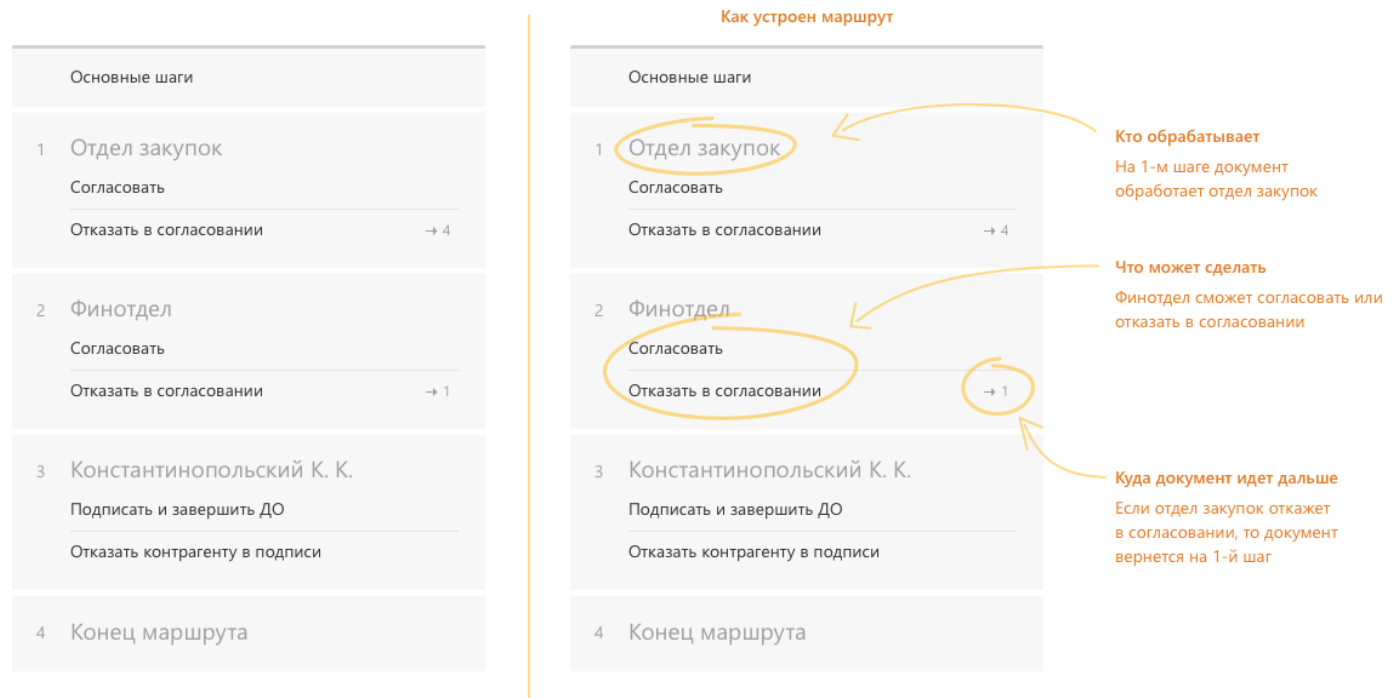 Основные шаги
1 Отдел закупок
Согласовать
Отказать в согласовании → 4
2 Финотдел
Согласовать
Отказать в согласовании → 1
3 Константинопольский К. К.
Подписать и завершить ДО
Отказать контрагенту в подписи
4 Конец маршрута
Как устроен маршрут
Основные шаги
1 Отдел закупок
Согласовать
Отказать в согласовании → 4
2 Финотдел
Согласовать
Отказать в согласовании → 1
3 Константинопольский К. К.
Подписать и завершить ДО
Отказать контрагенту в подписи
4 Конец маршрута
Кто обрабатывает
На 1-м шаге документ
обработает отдел закупок
Что может сделать
Финотдел сможет согласовать или
отказать в согласовании
Куда документ идет дальше
Если отдел закупок откажет
в согласовании, то документ
вернется на 1-й шаг